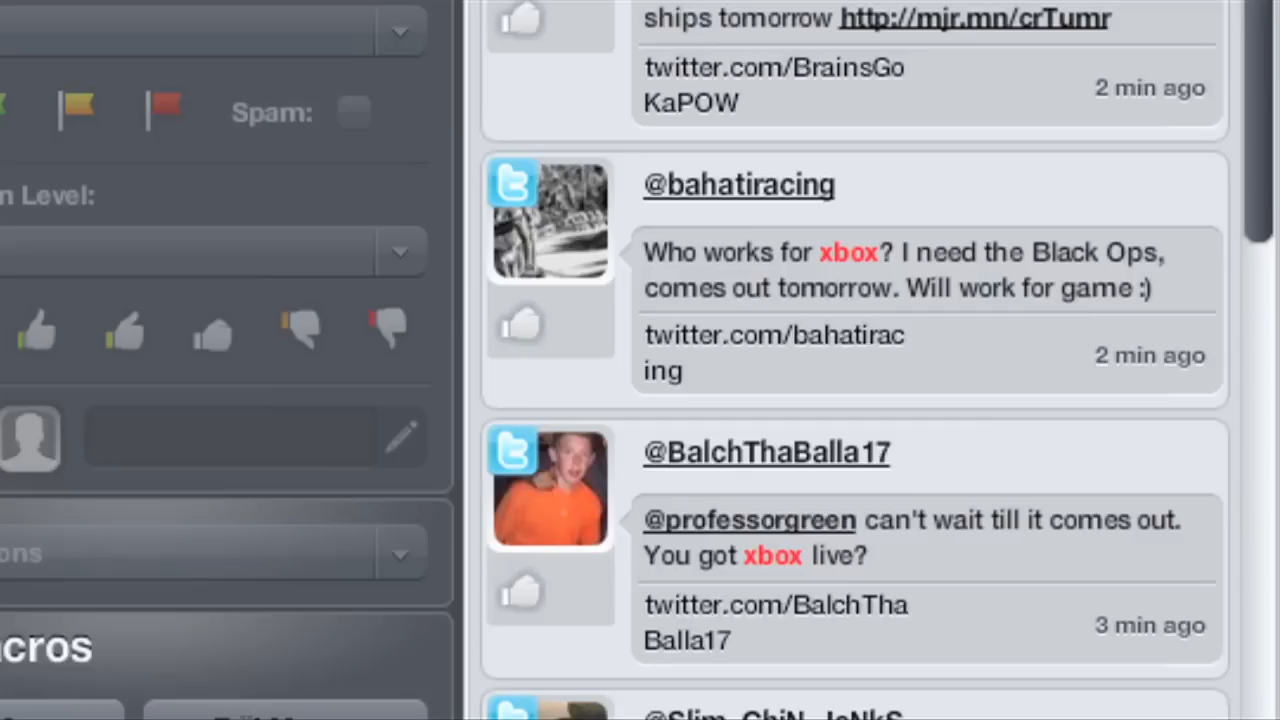 ships tomorrow http://mjr.mn/crTumr
twitter.com/BrainsGo
KaPOW
2 min ago
Spam:
n Level:
@bahatiracing
Who works for xbox? I need the Black Ops,
comes out tomorrow. Will work for game :)
twitter.com/bahatirac
ing
2 min ago
@BalchThaBalla17
@professorgreen can't wait till it comes out.
You got xbox live?
twitter.com/BalchTha
Balla17
3 min ago
ons
acros
@Slim_ChiN_JeNkS